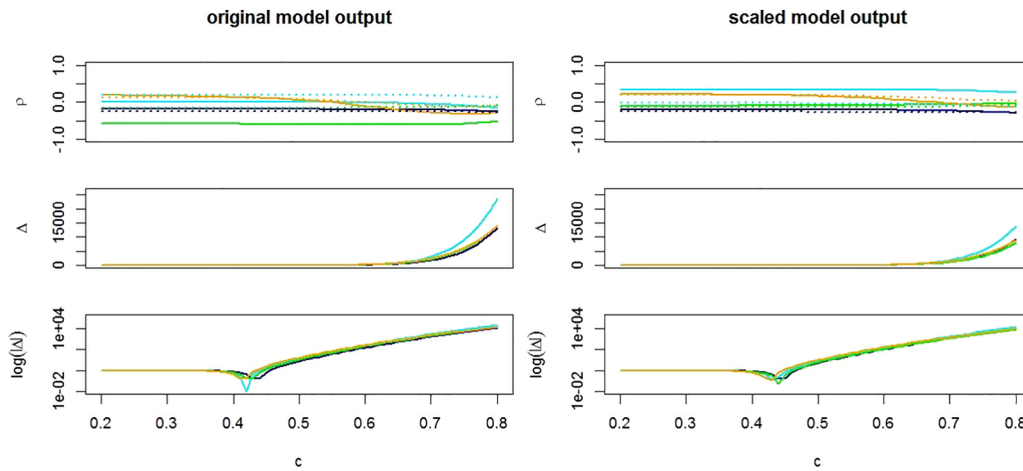 original model output
scaled model output
ρ
1.0
0.0
-1.0
ρ
1.0
0.0
-1.0
Δ
15000
0
Δ
15000
0
log(|Δ|)
1e+04
1e-02
log(|Δ|)
1e+04
1e-02
0.2 0.3 0.4 0.5 0.6 0.7 0.8
0.2 0.3 0.4 0.5 0.6 0.7 0.8
c
c